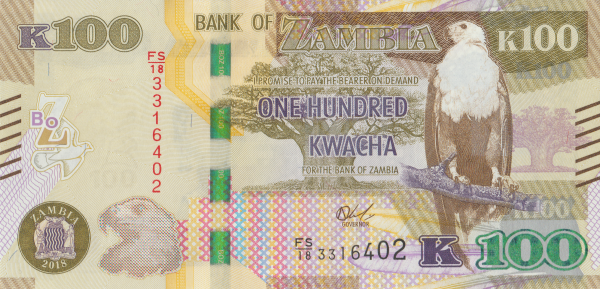 K100
BANK OF ZAMBIA
K100
FS/18 3316402
I PROMISE TO PAY THE BEARER ON DEMAND
ONE HUNDRED
KWACHA
FOR THE BANK OF ZAMBIA
BoZ
ZAMBIA
2018
GOVERNOR
FS/18 3316402
K 100